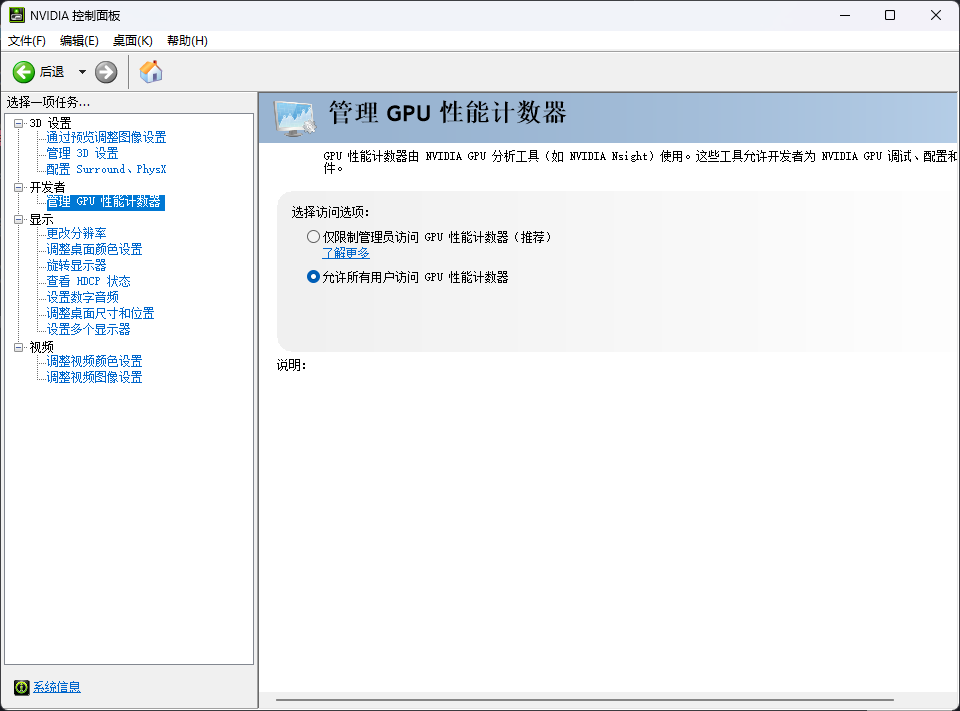 NVIDIA 控制面板
文件(F) 编辑(E) 桌面(K) 帮助(H)
后退
选择一项任务...
3D 设置
通过预览调整图像设置
管理 3D 设置
配置 Surround、PhysX
开发者
管理 GPU 性能计数器
显示
更改分辨率
调整桌面颜色设置
旋转显示器
查看 HDCP 状态
设置数字音频
调整桌面尺寸和位置
设置多个显示器
视频
调整视频颜色设置
调整视频图像设置
系统信息
管理 GPU 性能计数器
GPU 性能计数器由 NVIDIA GPU 分析工具（如 NVIDIA Nsight）使用。这些工具允许开发者为 NVIDIA GPU 调试、配置和
件。
选择访问选项:
仅限制管理员访问 GPU 性能计数器（推荐）
了解更多
允许所有用户访问 GPU 性能计数器
说明: